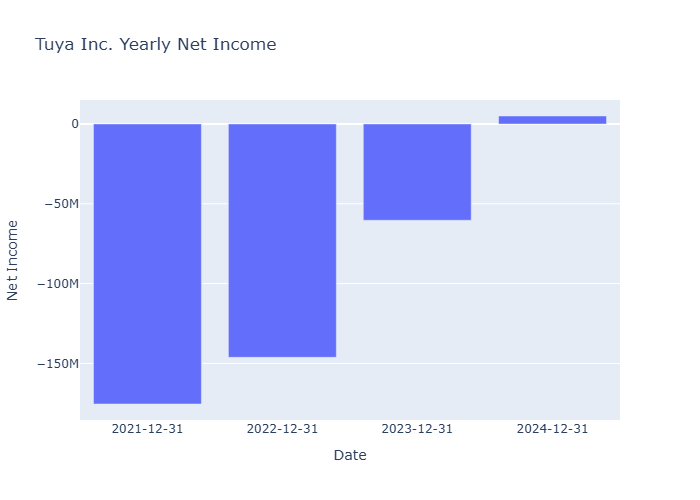 Tuya Inc. Yearly Net Income
Net Income
0
−50M
−100M
−150M
2021-12-31
2022-12-31
2023-12-31
2024-12-31
Date